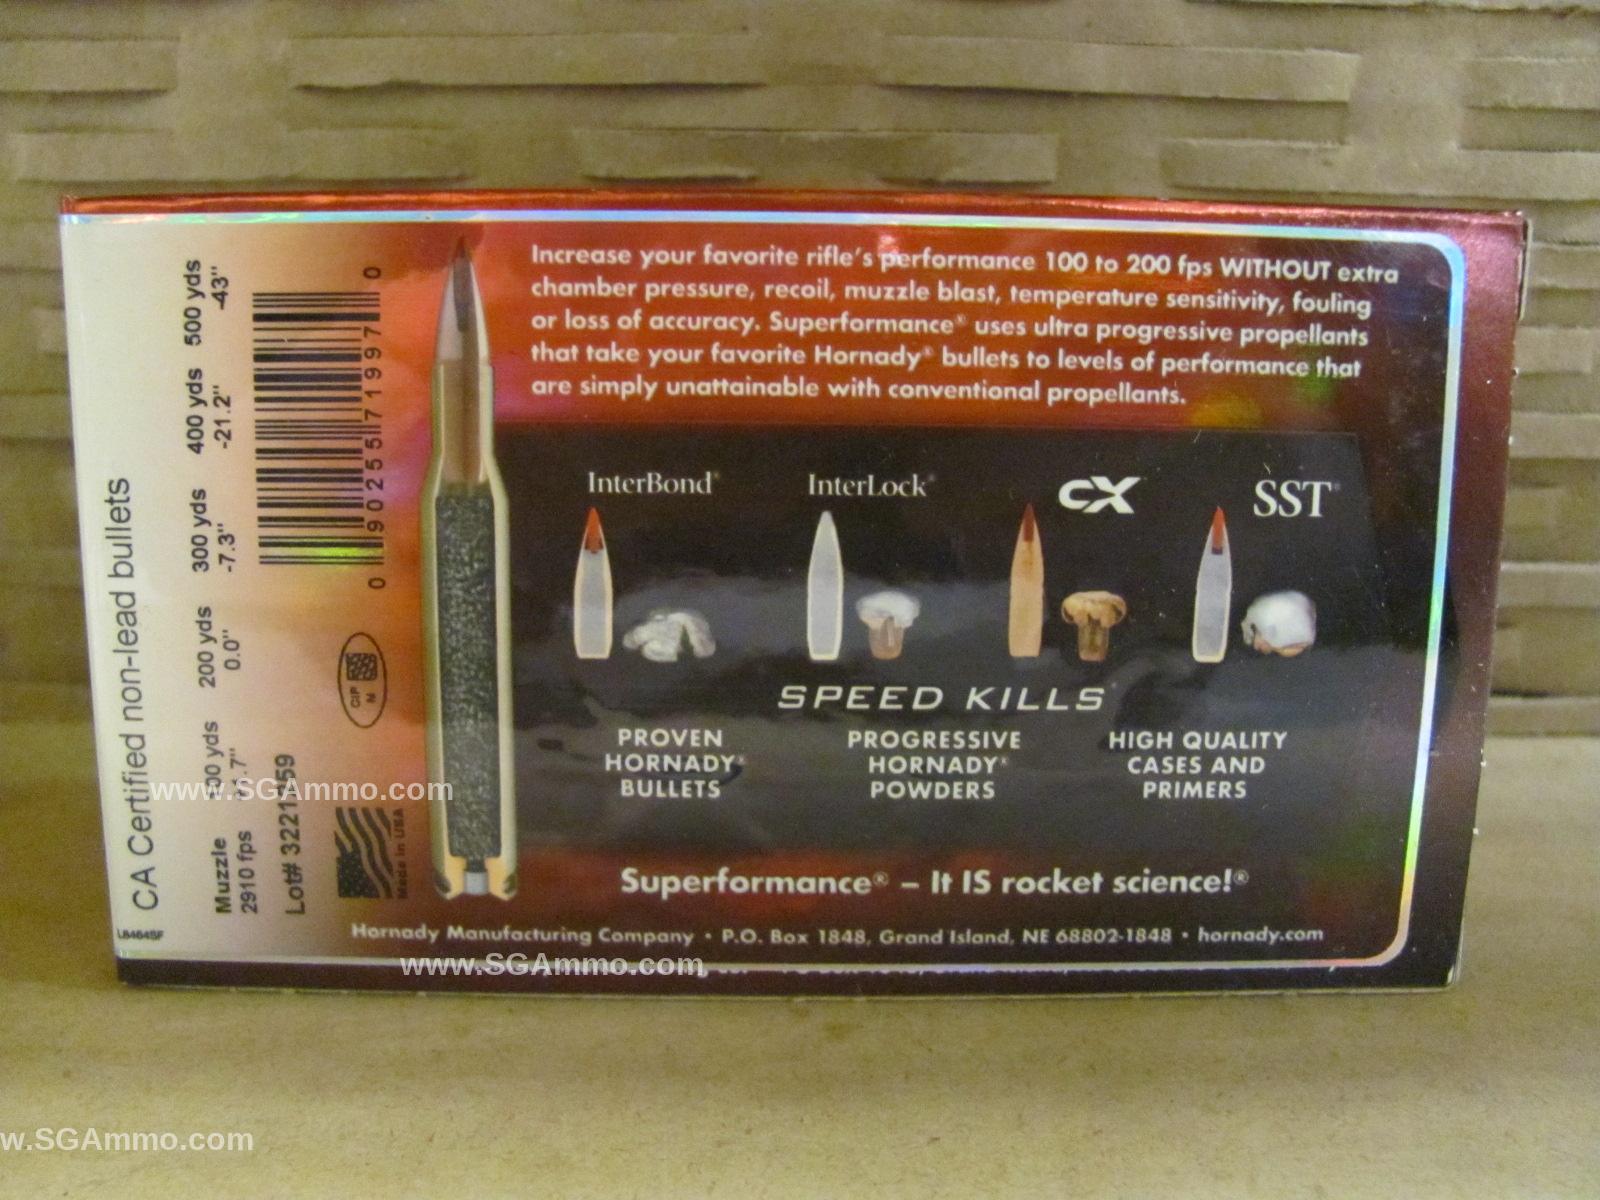 Increase your favorite rifle's performance 100 to 200 fps WITHOUT extra
chamber pressure, recoil, muzzle blast, temperature sensitivity, fouling
or loss of accuracy. Superformance® uses ultra progressive propellants
that take your favorite Hornady® bullets to levels of performance that
are simply unattainable with conventional propellants.
InterBond® InterLock® CX SST®
SPEED KILLS
PROVEN
HORNADY®
BULLETS
PROGRESSIVE
HORNADY®
POWDERS
HIGH QUALITY
CASES AND
PRIMERS
Superformance® – It IS rocket science!®
Hornady Manufacturing Company • P.O. Box 1848, Grand Island, NE 68802-1848 • hornady.com
CA Certified non-lead bullets
Muzzle 200 yds 300 yds 400 yds 500 yds
2910 fps 0.0" -7.3" -21.2" -43"
Lot#
0 90255 71997 0
CIP
N
Made in USA
L8464SF
www.SGAmmo.com
www.SGAmmo.com
w.SGAmmo.com